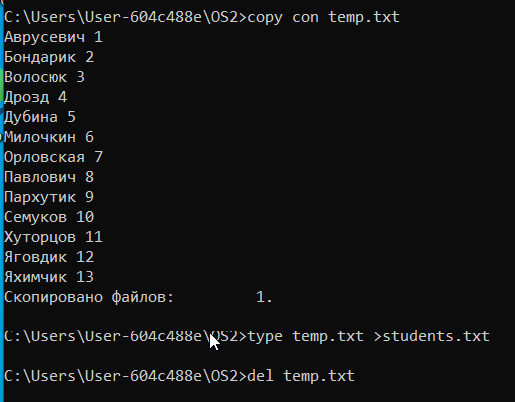 C:\Users\User-604c488e\OS2>copy con temp.txt
Аврусевич 1
Бондарик 2
Волосюк 3
Дрозд 4
Дубина 5
Милочкин 6
Орловская 7
Павлович 8
Пархутик 9
Семуков 10
Хуторцов 11
Яговдик 12
Яхимчик 13
Скопировано файлов:         1.
C:\Users\User-604c488e\OS2>type temp.txt >students.txt
C:\Users\User-604c488e\OS2>del temp.txt